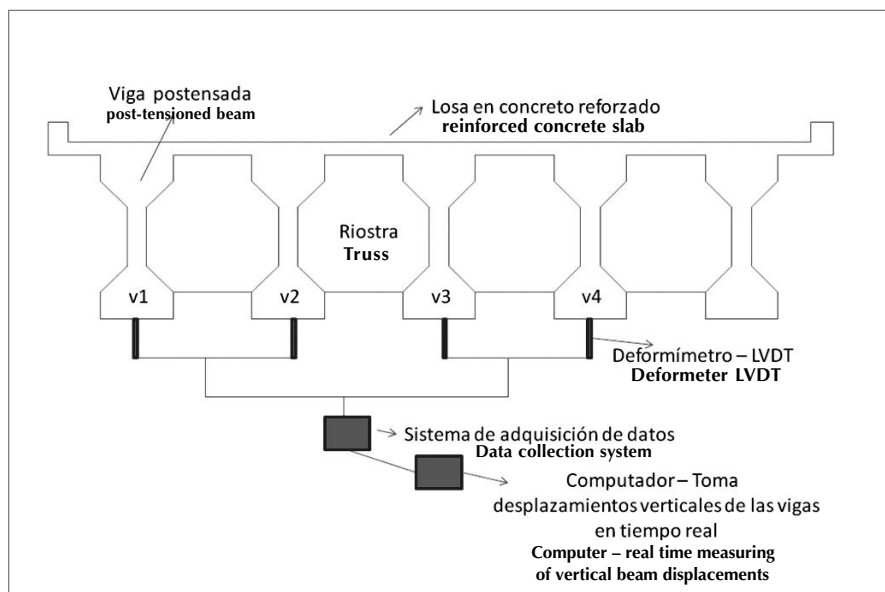 Viga postensada
post-tensioned beam
Losa en concreto reforzado
reinforced concrete slab
Riostra
Truss
v1
v2
v3
v4
Deformímetro – LVDT
Deformeter LVDT
Sistema de adquisición de datos
Data collection system
Computador – Toma
desplazamientos verticales de las vigas
en tiempo real
Computer – real time measuring
of vertical beam displacements